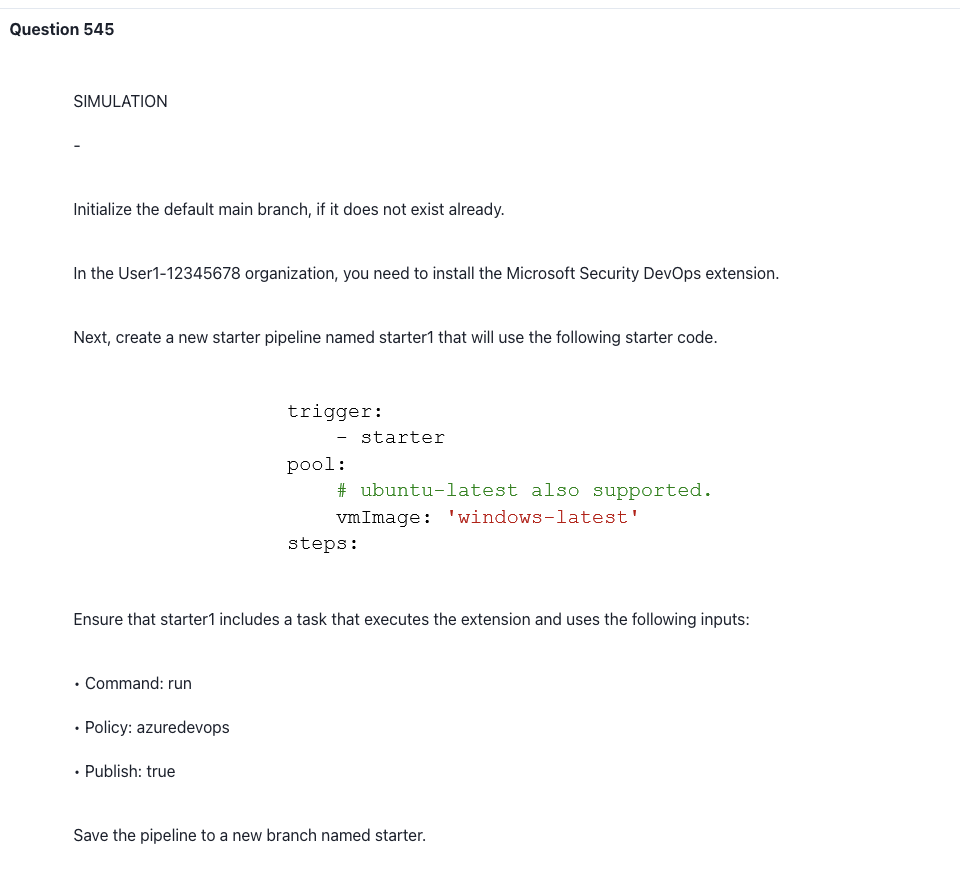 Question 545
SIMULATION
-
Initialize the default main branch, if it does not exist already.
In the User1-12345678 organization, you need to install the Microsoft Security DevOps extension.
Next, create a new starter pipeline named starter1 that will use the following starter code.
trigger:
    - starter
pool:
    # ubuntu-latest also supported.
    vmImage: 'windows-latest'
steps:
Ensure that starter1 includes a task that executes the extension and uses the following inputs:
• Command: run
• Policy: azuredevops
• Publish: true
Save the pipeline to a new branch named starter.